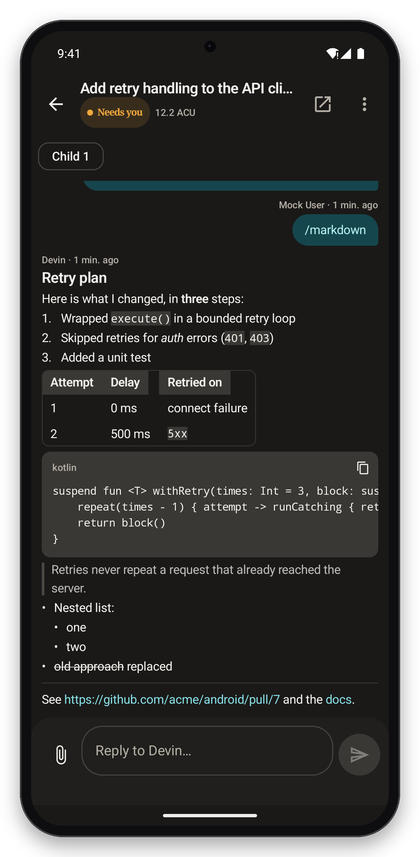 9:41
Add retry handling to the API cli...
Needs you 12.2 ACU
Child 1
Mock User · 1 min. ago
/markdown
Devin · 1 min. ago
Retry plan
Here is what I changed, in three steps:
1. Wrapped execute() in a bounded retry loop
2. Skipped retries for auth errors (401, 403)
3. Added a unit test
Attempt Delay Retried on
1 0 ms connect failure
2 500 ms 5xx
kotlin
suspend fun <T> withRetry(times: Int = 3, block: sus
repeat(times - 1) { attempt -> runCatching { ret
return block()
}
Retries never repeat a request that already reached the
server.
• Nested list:
• one
• two
• old approach replaced
See https://github.com/acme/android/pull/7 and the docs.
Reply to Devin...